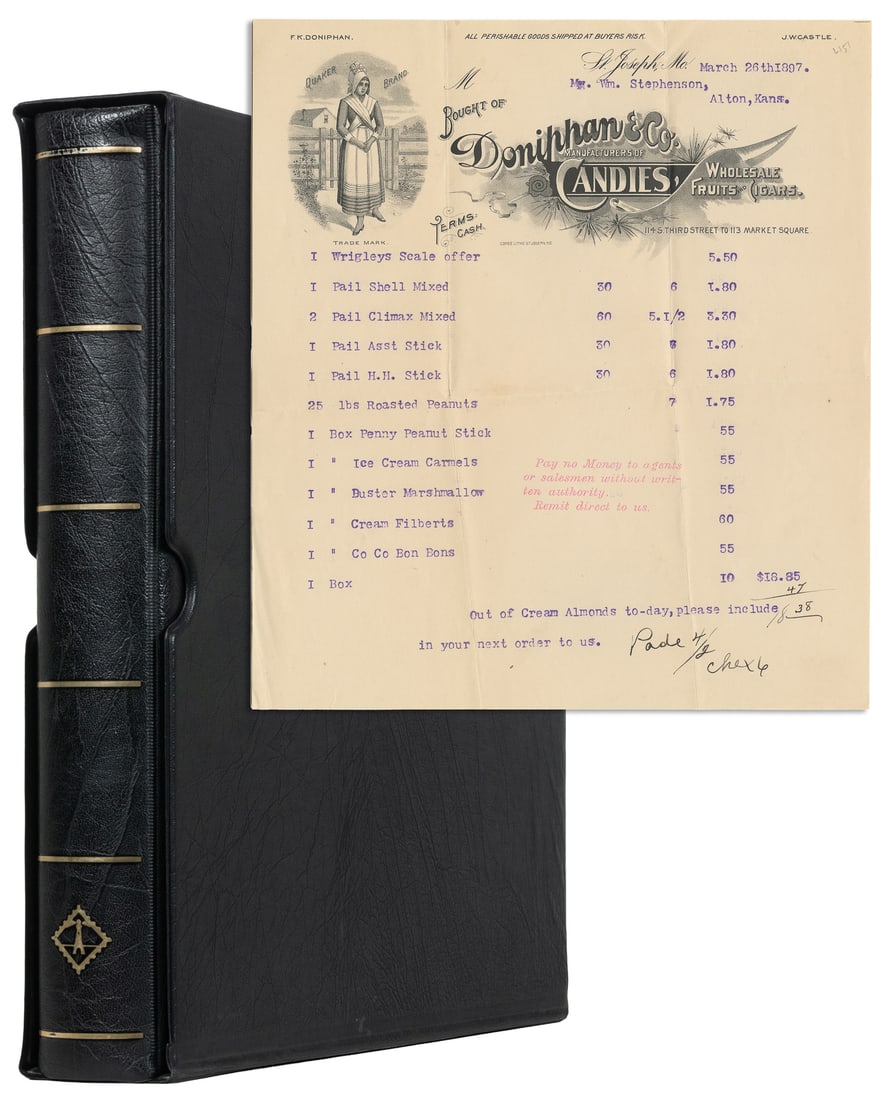 F.K.DONIPHAN. ALL PERISHABLE GOODS SHIPPED AT BUYERS RISK. J.W.CASTLE.
QUAKER BRAND
St. Joseph, Mo. March 26thI897.
M Mr. Wm. Stephenson,
Alton, Kans.
BOUGHT OF
Doniphan & Co.
MANUFACTURERS OF
CANDIES, WHOLESALE
FRUITS AND CIGARS.
TERMS:
CASH.
114 S. THIRD STREET TO 113 MARKET SQUARE
TRADE MARK.
I Wrigleys Scale offer 5.50
I Pail Shell Mixed 30 6 I.80
2 Pail Climax Mixed 60 5.I/2 3.30
I Pail Asst Stick 30 6 I.80
I Pail H.H. Stick 30 6 I.80
25 lbs Roasted Peanuts 7 I.75
I Box Penny Peanut Stick 55
I " Ice Cream Carmels 55
I " Buster Marshmallow 55
I " Cream Filberts 60
I " Co Co Bon Bons 55
I Box IO $I8.85
Pay no Money to agents
or salesmen without writ-
ten authority.
Remit direct to us.
47
Out of Cream Almonds to-day,please include 18 38
in your next order to us.
Pade 4/2
chex6